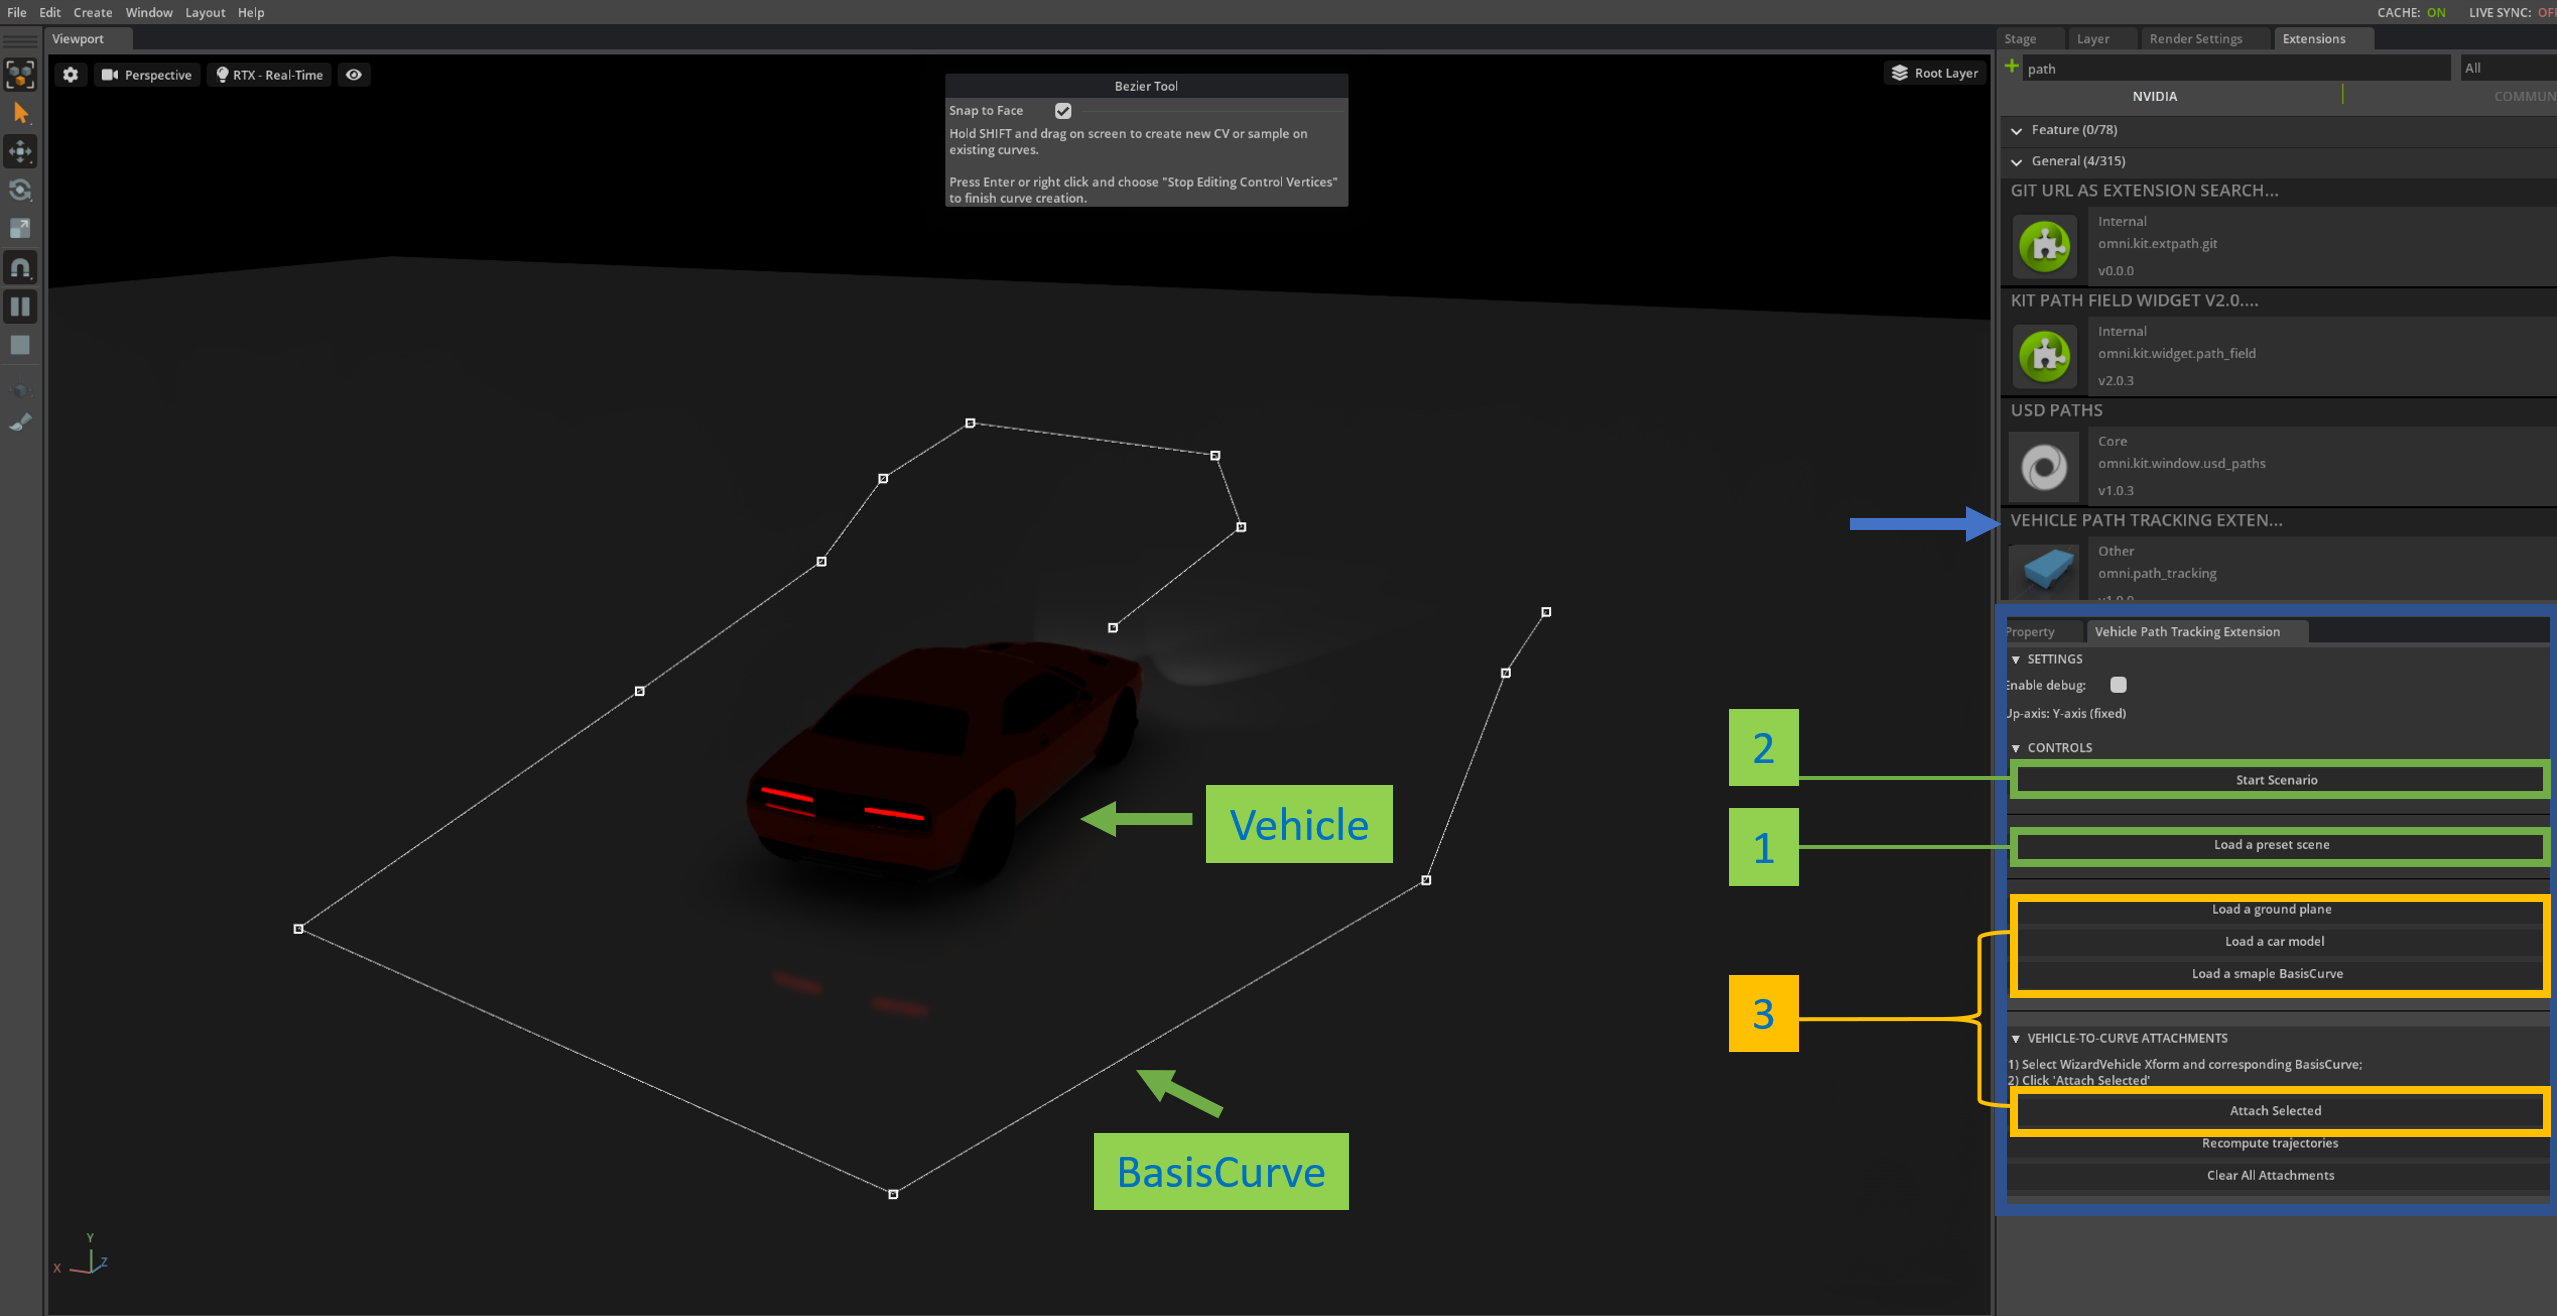 File Edit Create Window Layout Help
CACHE: ON LIVE SYNC: OFF
Viewport
Stage Layer Render Settings Extensions
Perspective RTX - Real-Time
Root Layer
Bezier Tool
Snap to Face
Hold SHIFT and drag on screen to create new CV or sample on
existing curves.
Press Enter or right click and choose "Stop Editing Control Vertices"
to finish curve creation.
path
All
NVIDIA
COMMUN
Feature (0/78)
General (4/315)
GIT URL AS EXTENSION SEARCH...
Internal
omni.kit.extpath.git
v0.0.0
KIT PATH FIELD WIDGET V2.0....
Internal
omni.kit.widget.path_field
v2.0.3
USD PATHS
Core
omni.kit.window.usd_paths
v1.0.3
VEHICLE PATH TRACKING EXTEN...
Other
omni.path_tracking
Property Vehicle Path Tracking Extension
SETTINGS
Enable debug:
Up-axis: Y-axis (fixed)
CONTROLS
Start Scenario
Load a preset scene
Load a ground plane
Load a car model
Load a smaple BasisCurve
VEHICLE-TO-CURVE ATTACHMENTS
1) Select WizardVehicle Xform and corresponding BasisCurve;
2) Click 'Attach Selected'
Attach Selected
Recompute trajectories
Clear All Attachments
2
1
3
Vehicle
BasisCurve
Y
X
Z